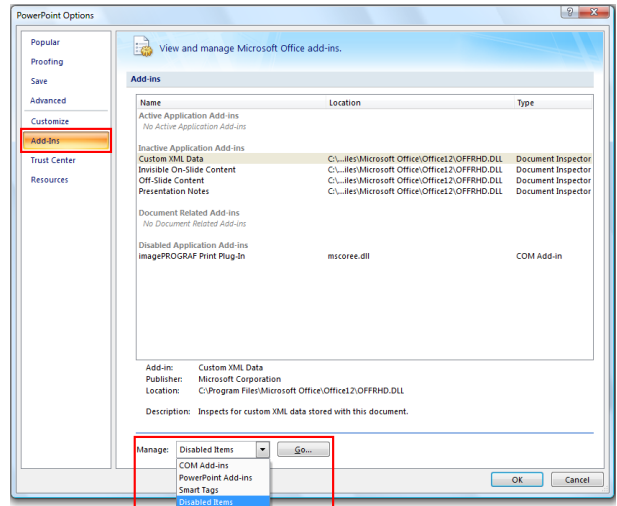 PowerPoint Options
Popular
Proofing
Save
Advanced
Customize
Add-Ins
Trust Center
Resources
View and manage Microsoft Office add-ins.
Add-ins
Name Location Type
Active Application Add-ins
No Active Application Add-ins
Inactive Application Add-ins
Custom XML Data C:\...iles\Microsoft Office\Office12\OFFRHD.DLL Document Inspector
Invisible On-Slide Content C:\...iles\Microsoft Office\Office12\OFFRHD.DLL Document Inspector
Off-Slide Content C:\...iles\Microsoft Office\Office12\OFFRHD.DLL Document Inspector
Presentation Notes C:\...iles\Microsoft Office\Office12\OFFRHD.DLL Document Inspector
Document Related Add-ins
No Document Related Add-ins
Disabled Application Add-ins
imagePROGRAF Print Plug-In mscoree.dll COM Add-in
Add-in: Custom XML Data
Publisher: Microsoft Corporation
Location: C:\Program Files\Microsoft Office\Office12\OFFRHD.DLL
Description: Inspects for custom XML data stored with this document.
Manage: Disabled Items Go...
COM Add-ins
PowerPoint Add-ins
Smart Tags
Disabled Items
OK Cancel